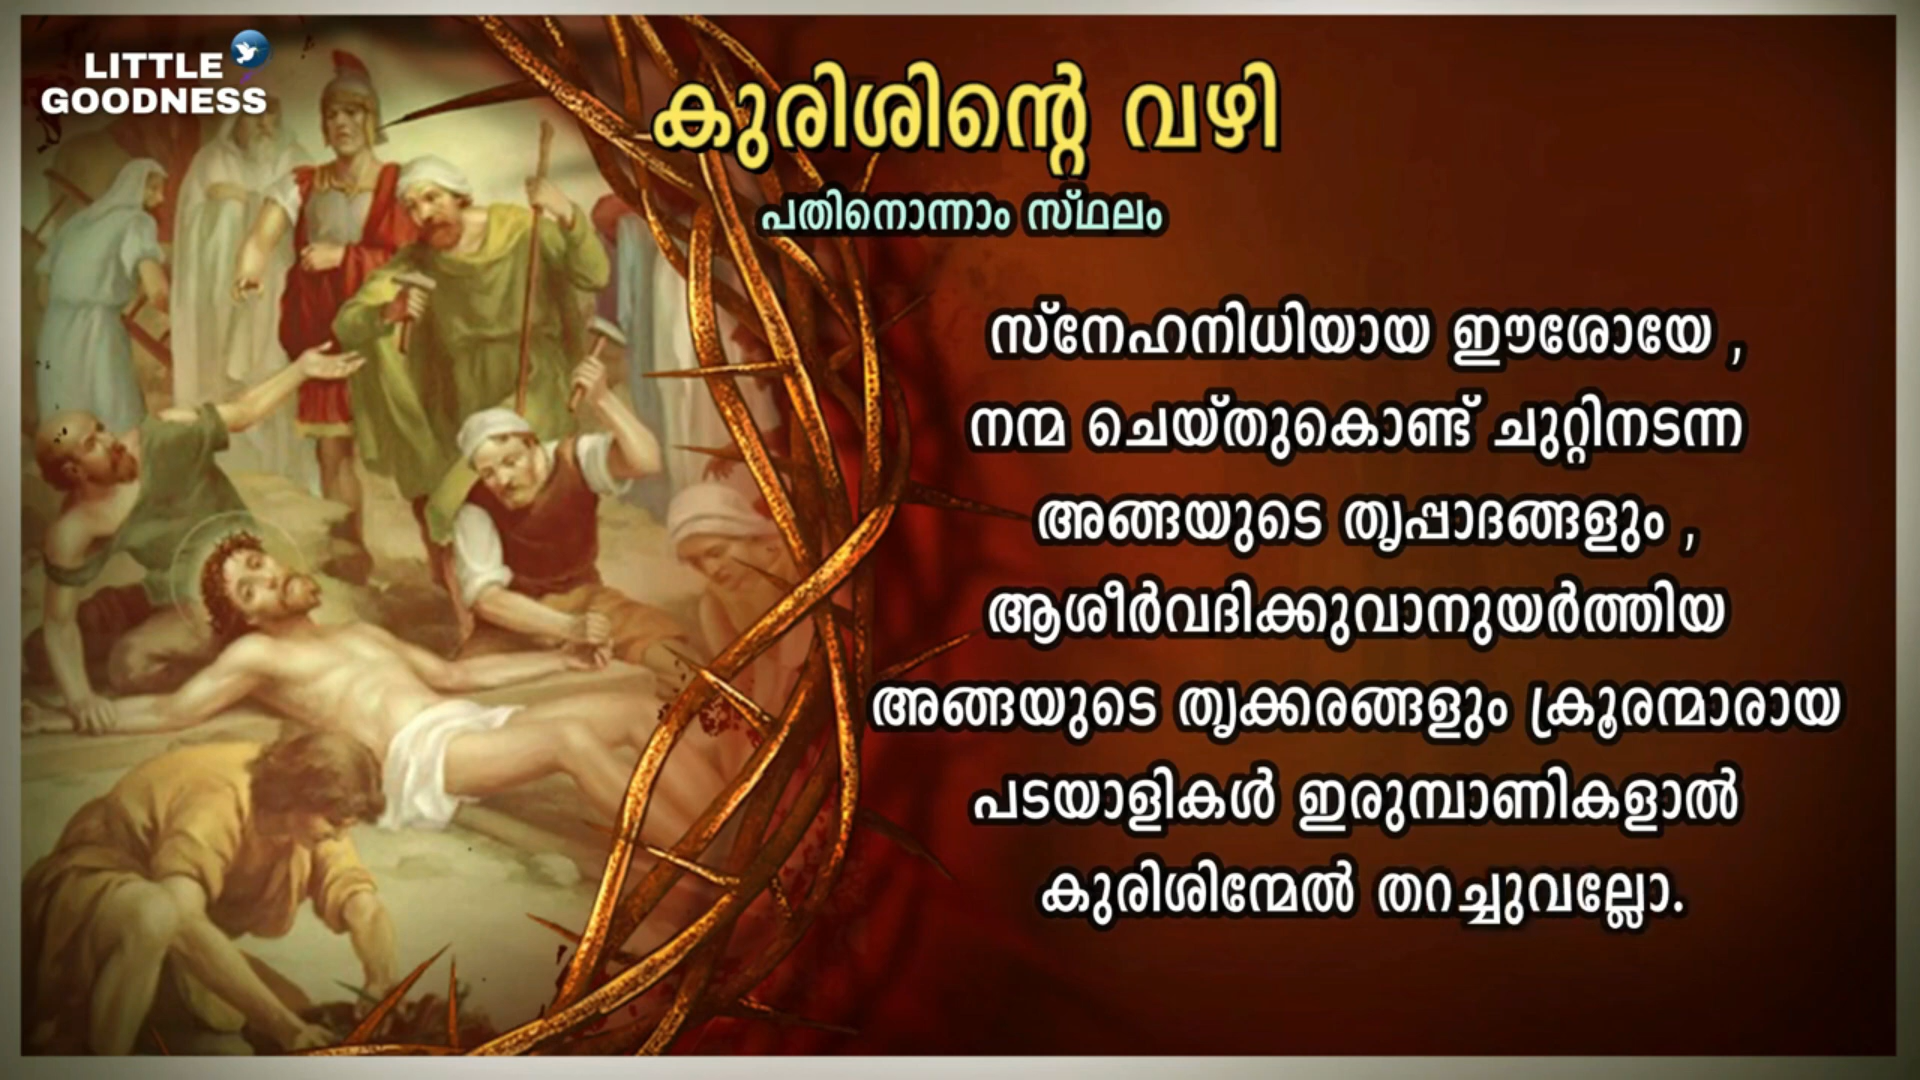 LITTLE
GOODNESS
കുരിശിന്റെ വഴി
പതിനൊന്നാം സ്ഥലം
സ്നേഹനിധിയായ ഈശോയേ ,
നന്മ ചെയ്തുകൊണ്ട് ചുറ്റിനടന്ന
അങ്ങയുടെ തൃപ്പാദങ്ങളും ,
ആശീർവദിക്കുവാനുയർത്തിയ
അങ്ങയുടെ തൃക്കരങ്ങളും ക്രൂരന്മാരായ
പടയാളികൾ ഇരുമ്പാണികളാൽ
കുരിശിന്മേൽ തറച്ചുവല്ലോ.